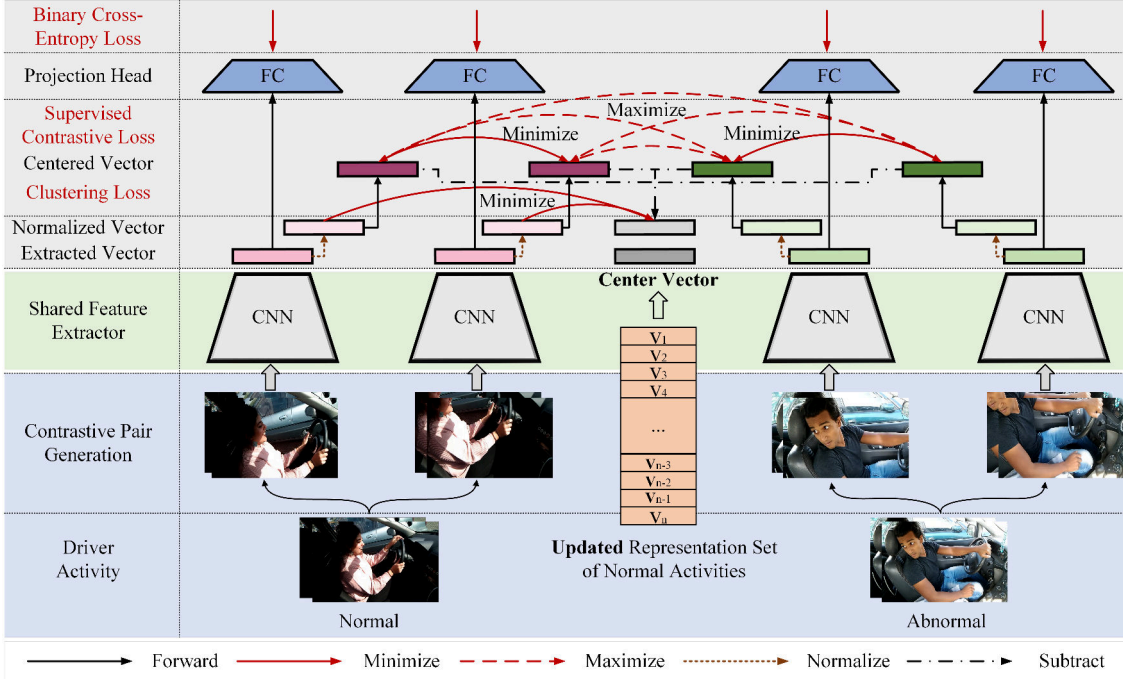 Binary Cross-
Entropy Loss
Projection Head
FC
FC
FC
FC
Supervised
Contrastive Loss
Centered Vector
Clustering Loss
Maximize
Minimize
Minimize
Minimize
Normalized Vector
Extracted Vector
Center Vector
Shared Feature
Extractor
CNN
CNN
CNN
CNN
V1
V2
V3
V4
...
Vn-3
Vn-2
Vn-1
Vn
Contrastive Pair
Generation
Driver
Activity
Updated Representation Set
of Normal Activities
Normal
Abnormal
Forward
Minimize
Maximize
Normalize
Subtract